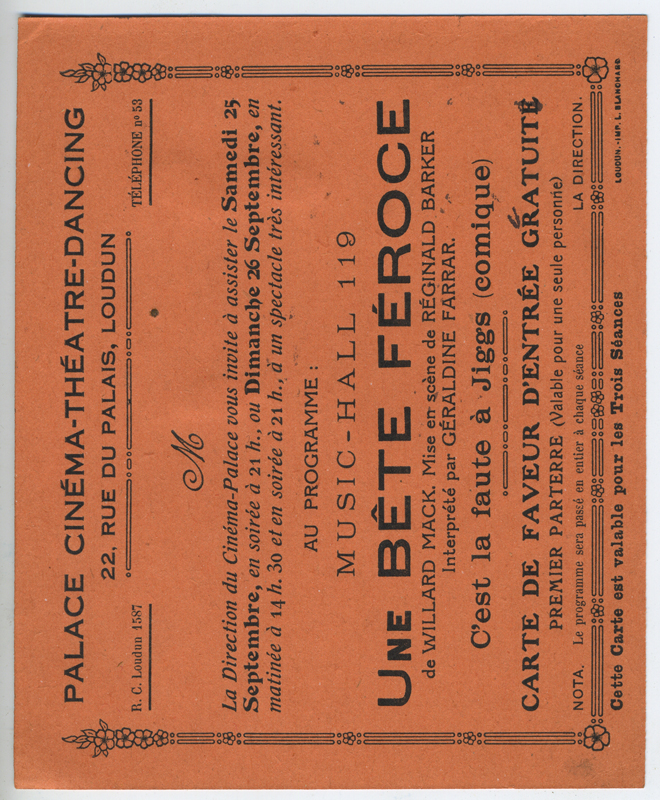 PALACE CINÉMA-THÉATRE-DANCING
22, RUE DU PALAIS, LOUDUN
R. C. Loudun 1587
TÉLÉPHONE nº 53
M
La Direction du Cinéma-Palace vous invite à assister le Samedi 25
Septembre, en soirée à 21 h., ou Dimanche 26 Septembre, en
matinée à 14 h. 30 et en soirée à 21 h., à un spectacle très intéressant.
AU PROGRAMME :
MUSIC-HALL 119
UNE BÊTE FÉROCE
de WILLARD MACK. Mise en scène de RÉGINALD BARKER
Interprété par GÉRALDINE FARRAR.
C'est la faute à Jiggs (comique)
CARTE DE FAVEUR D'ENTRÉE GRATUITE
PREMIER PARTERRE (Valable pour une seule personne)
NOTA. Le programme sera passé en entier à chaque séance
LA DIRECTION.
Cette Carte est valable pour les Trois Séances
LOUDUN.-IMP. L. BLANCHARD